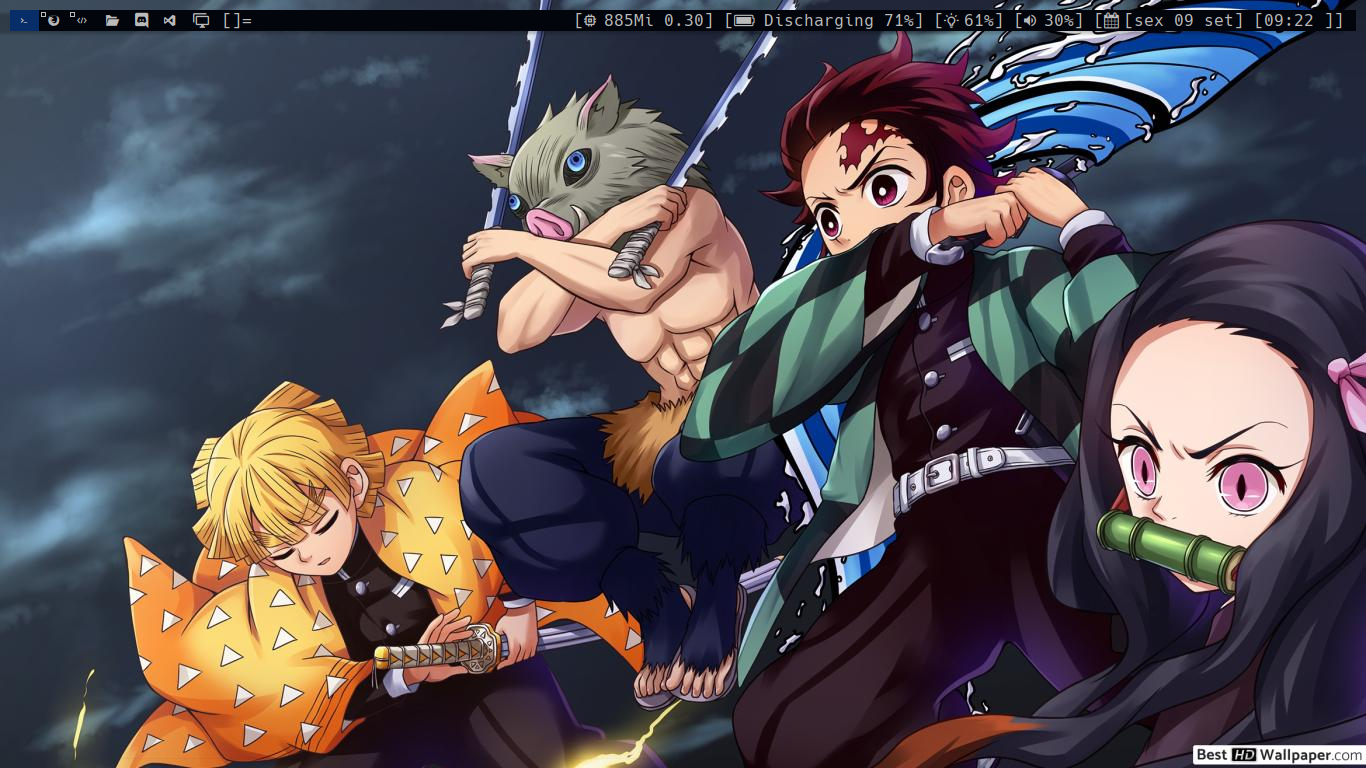 []= [885Mi 0.30] [Discharging 71%] [61%] [30%] [[sex 09 set] [09:22 ]]
Best HD Wallpaper.com